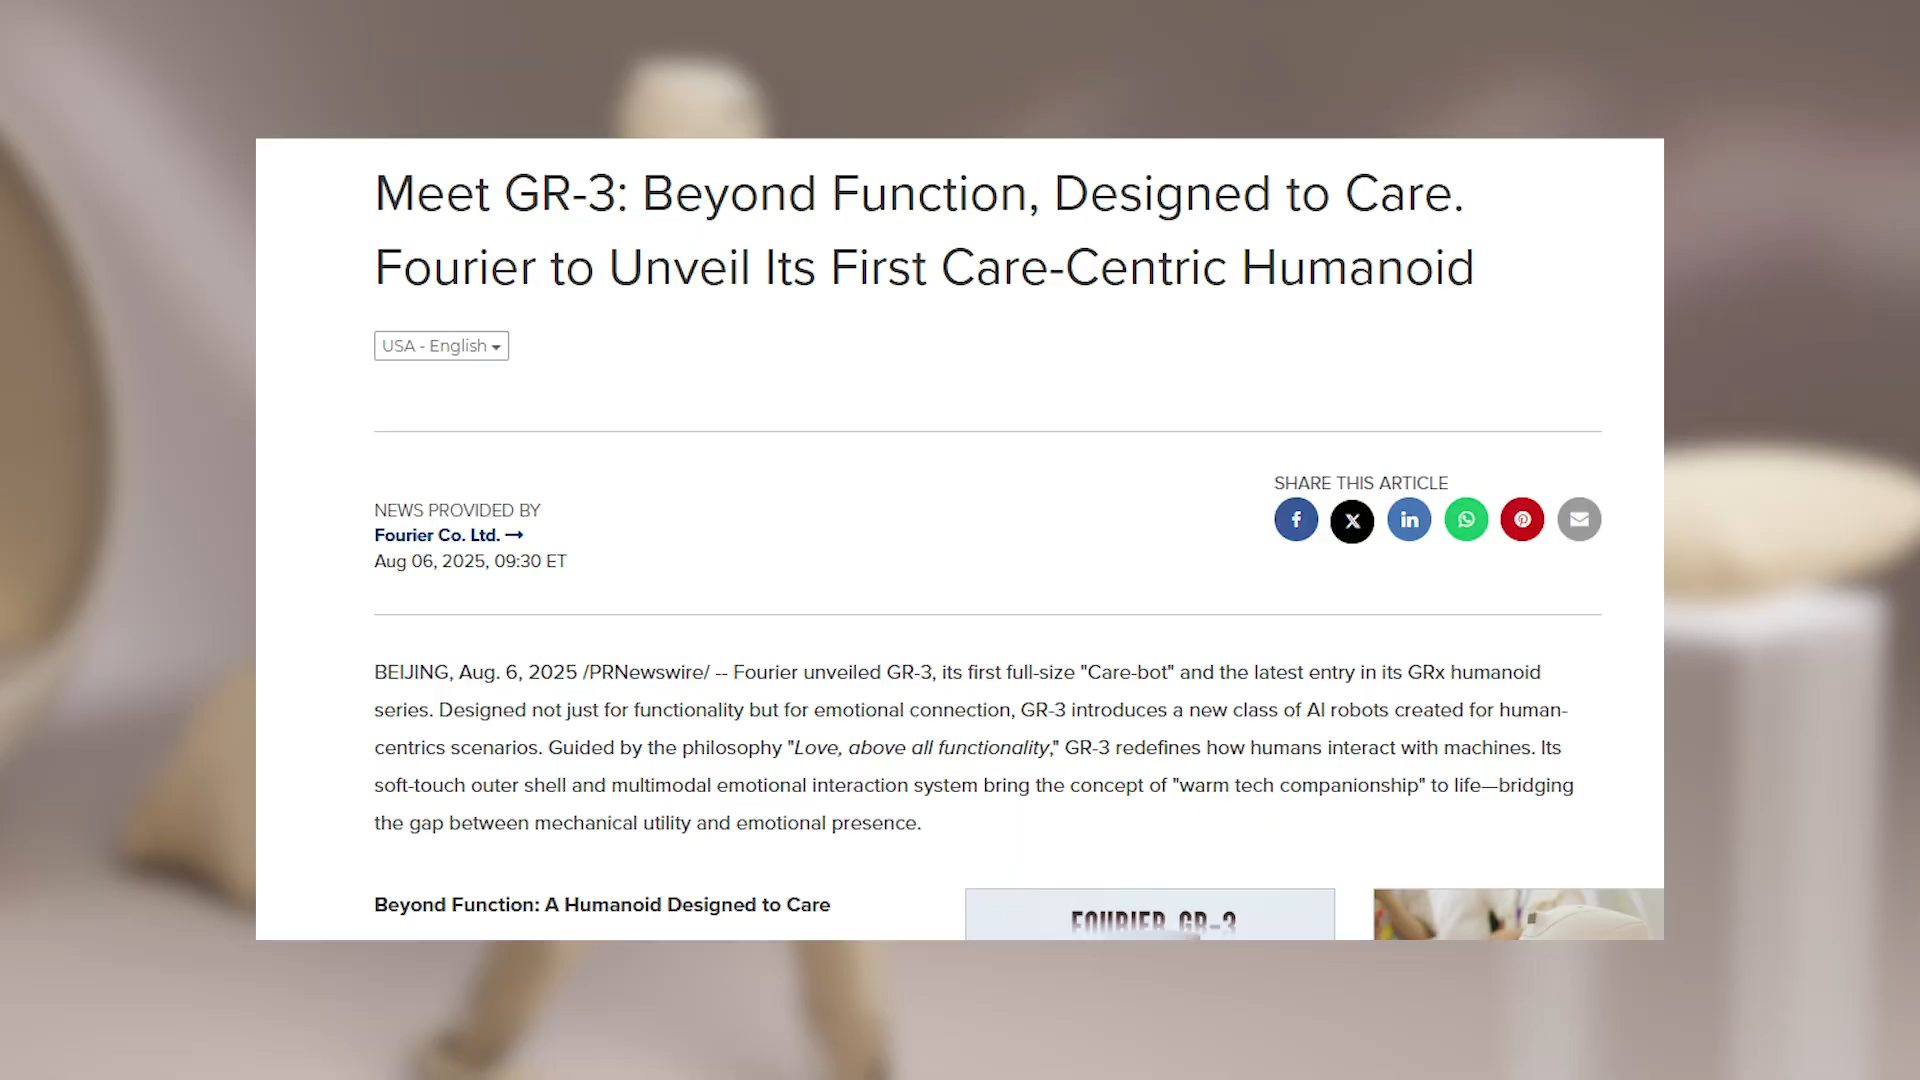 Meet GR-3: Beyond Function, Designed to Care.
Fourier to Unveil Its First Care-Centric Humanoid
USA - English
SHARE THIS ARTICLE
NEWS PROVIDED BY
Fourier Co. Ltd.
Aug 06, 2025, 09:30 ET
BEIJING, Aug. 6, 2025 /PRNewswire/ -- Fourier unveiled GR-3, its first full-size "Care-bot" and the latest entry in its GRx humanoid
series. Designed not just for functionality but for emotional connection, GR-3 introduces a new class of AI robots created for human-
centrics scenarios. Guided by the philosophy "Love, above all functionality," GR-3 redefines how humans interact with machines. Its
soft-touch outer shell and multimodal emotional interaction system bring the concept of "warm tech companionship" to life—bridging
the gap between mechanical utility and emotional presence.
Beyond Function: A Humanoid Designed to Care
FOURIER GR-3